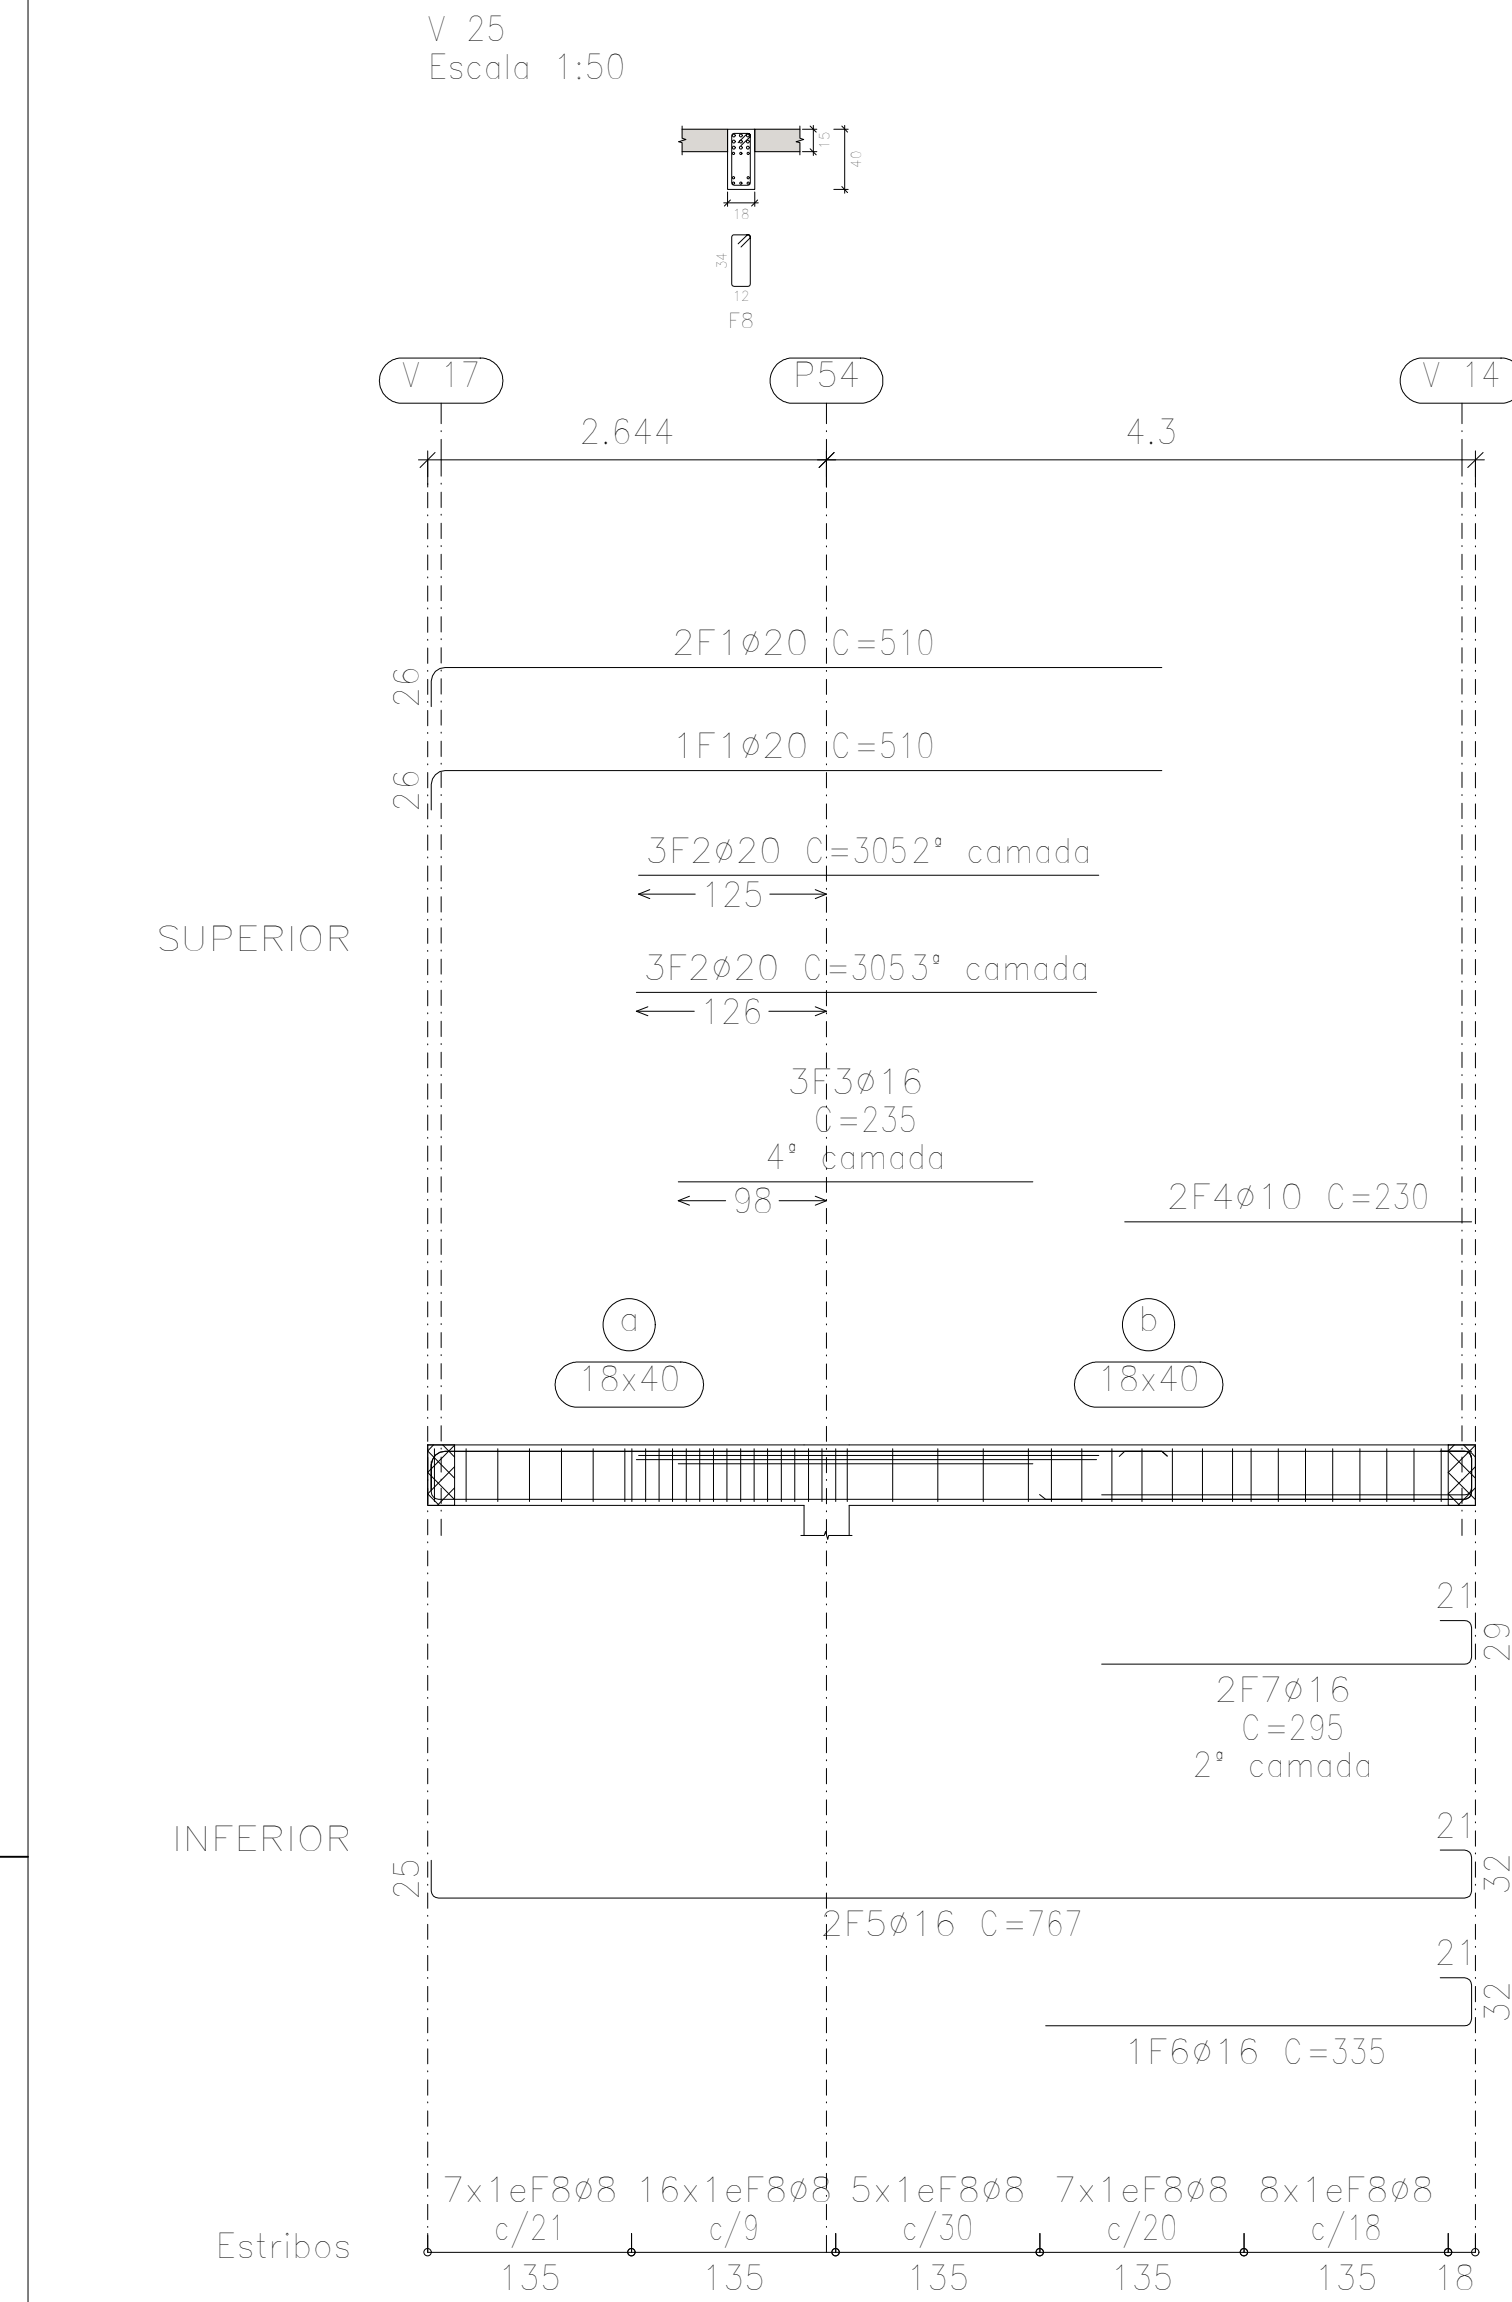 V 25
Escala 1:50
15
40
18
34
12
F8
V 17
P54
V 14
2.644
4.3
2F1ø20 C=510
26
1F1ø20 C=510
26
3F2ø20 C=3052ª camada
125
SUPERIOR
3F2ø20 C=3053ª camada
126
3F3ø16
C=235
4ª camada
98
2F4ø10 C=230
a
b
18x40
18x40
21
29
2F7ø16
C=295
2ª camada
INFERIOR
21
25
32
2F5ø16 C=767
21
32
1F6ø16 C=335
7x1eF8ø8 16x1eF8ø8 5x1eF8ø8 7x1eF8ø8 8x1eF8ø8
Estribos
c/21 c/9 c/30 c/20 c/18
135 135 135 135 135 18